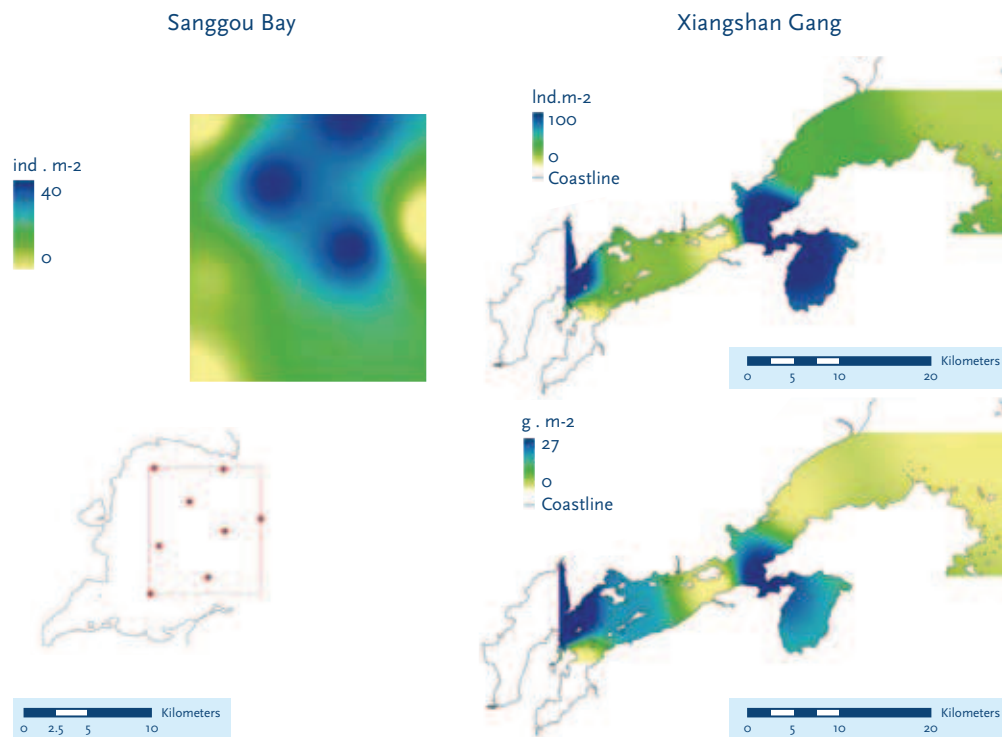 Sanggou Bay
Xiangshan Gang
ind . m-2
40
0
Ind.m-2
100
0
Coastline
Kilometers
0 5 10 20
g . m-2
27
0
Coastline
Kilometers
0 2.5 5 10
Kilometers
0 5 10 20